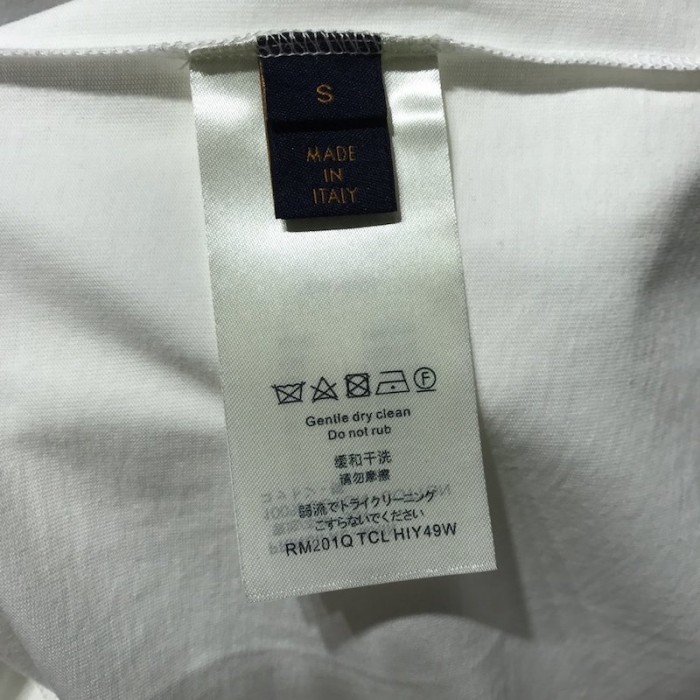 S
MADE
IN
ITALY
Gentle dry clean
Do not rub
缓和干洗
请勿摩擦
弱流でトライクリーニング
こすらないでください
RM201Q TCL HIY49W